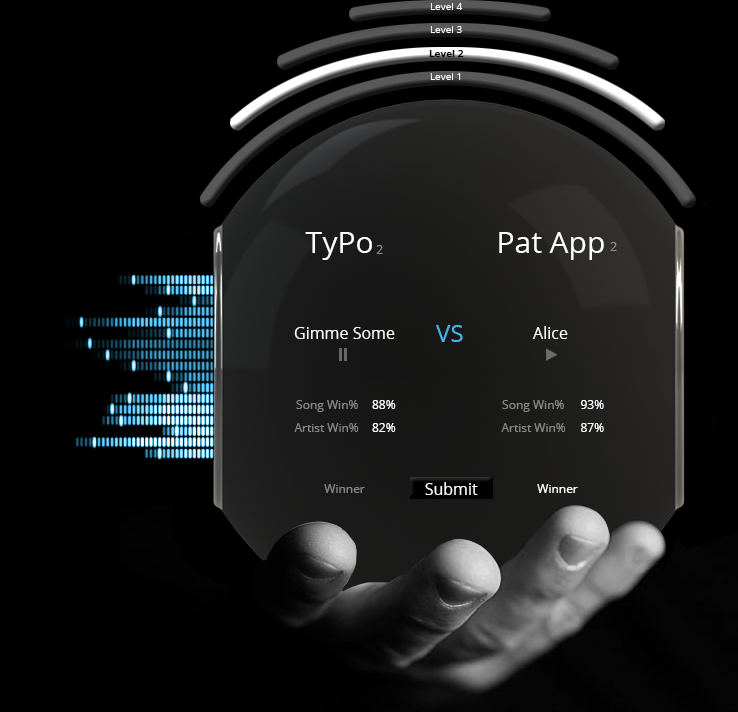 Level 4
Level 3
Level 2
Level 1
TyPo 2
Pat App 2
Gimme Some VS Alice
Song Win% 88% Song Win% 93%
Artist Win% 82% Artist Win% 87%
Winner Submit Winner